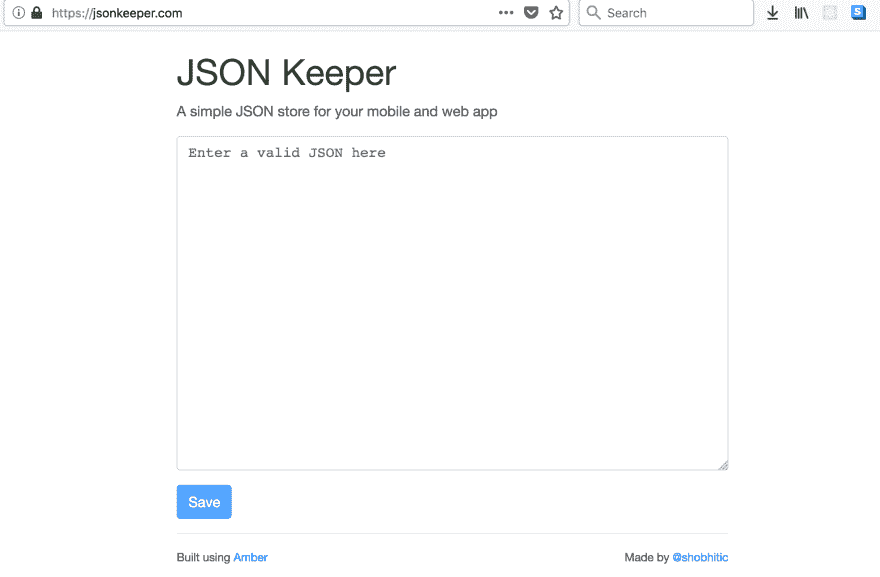 https://jsonkeeper.com
Search
S
JSON Keeper
A simple JSON store for your mobile and web app
Enter a valid JSON here
Save
Built using Amber
Made by @shobhitic